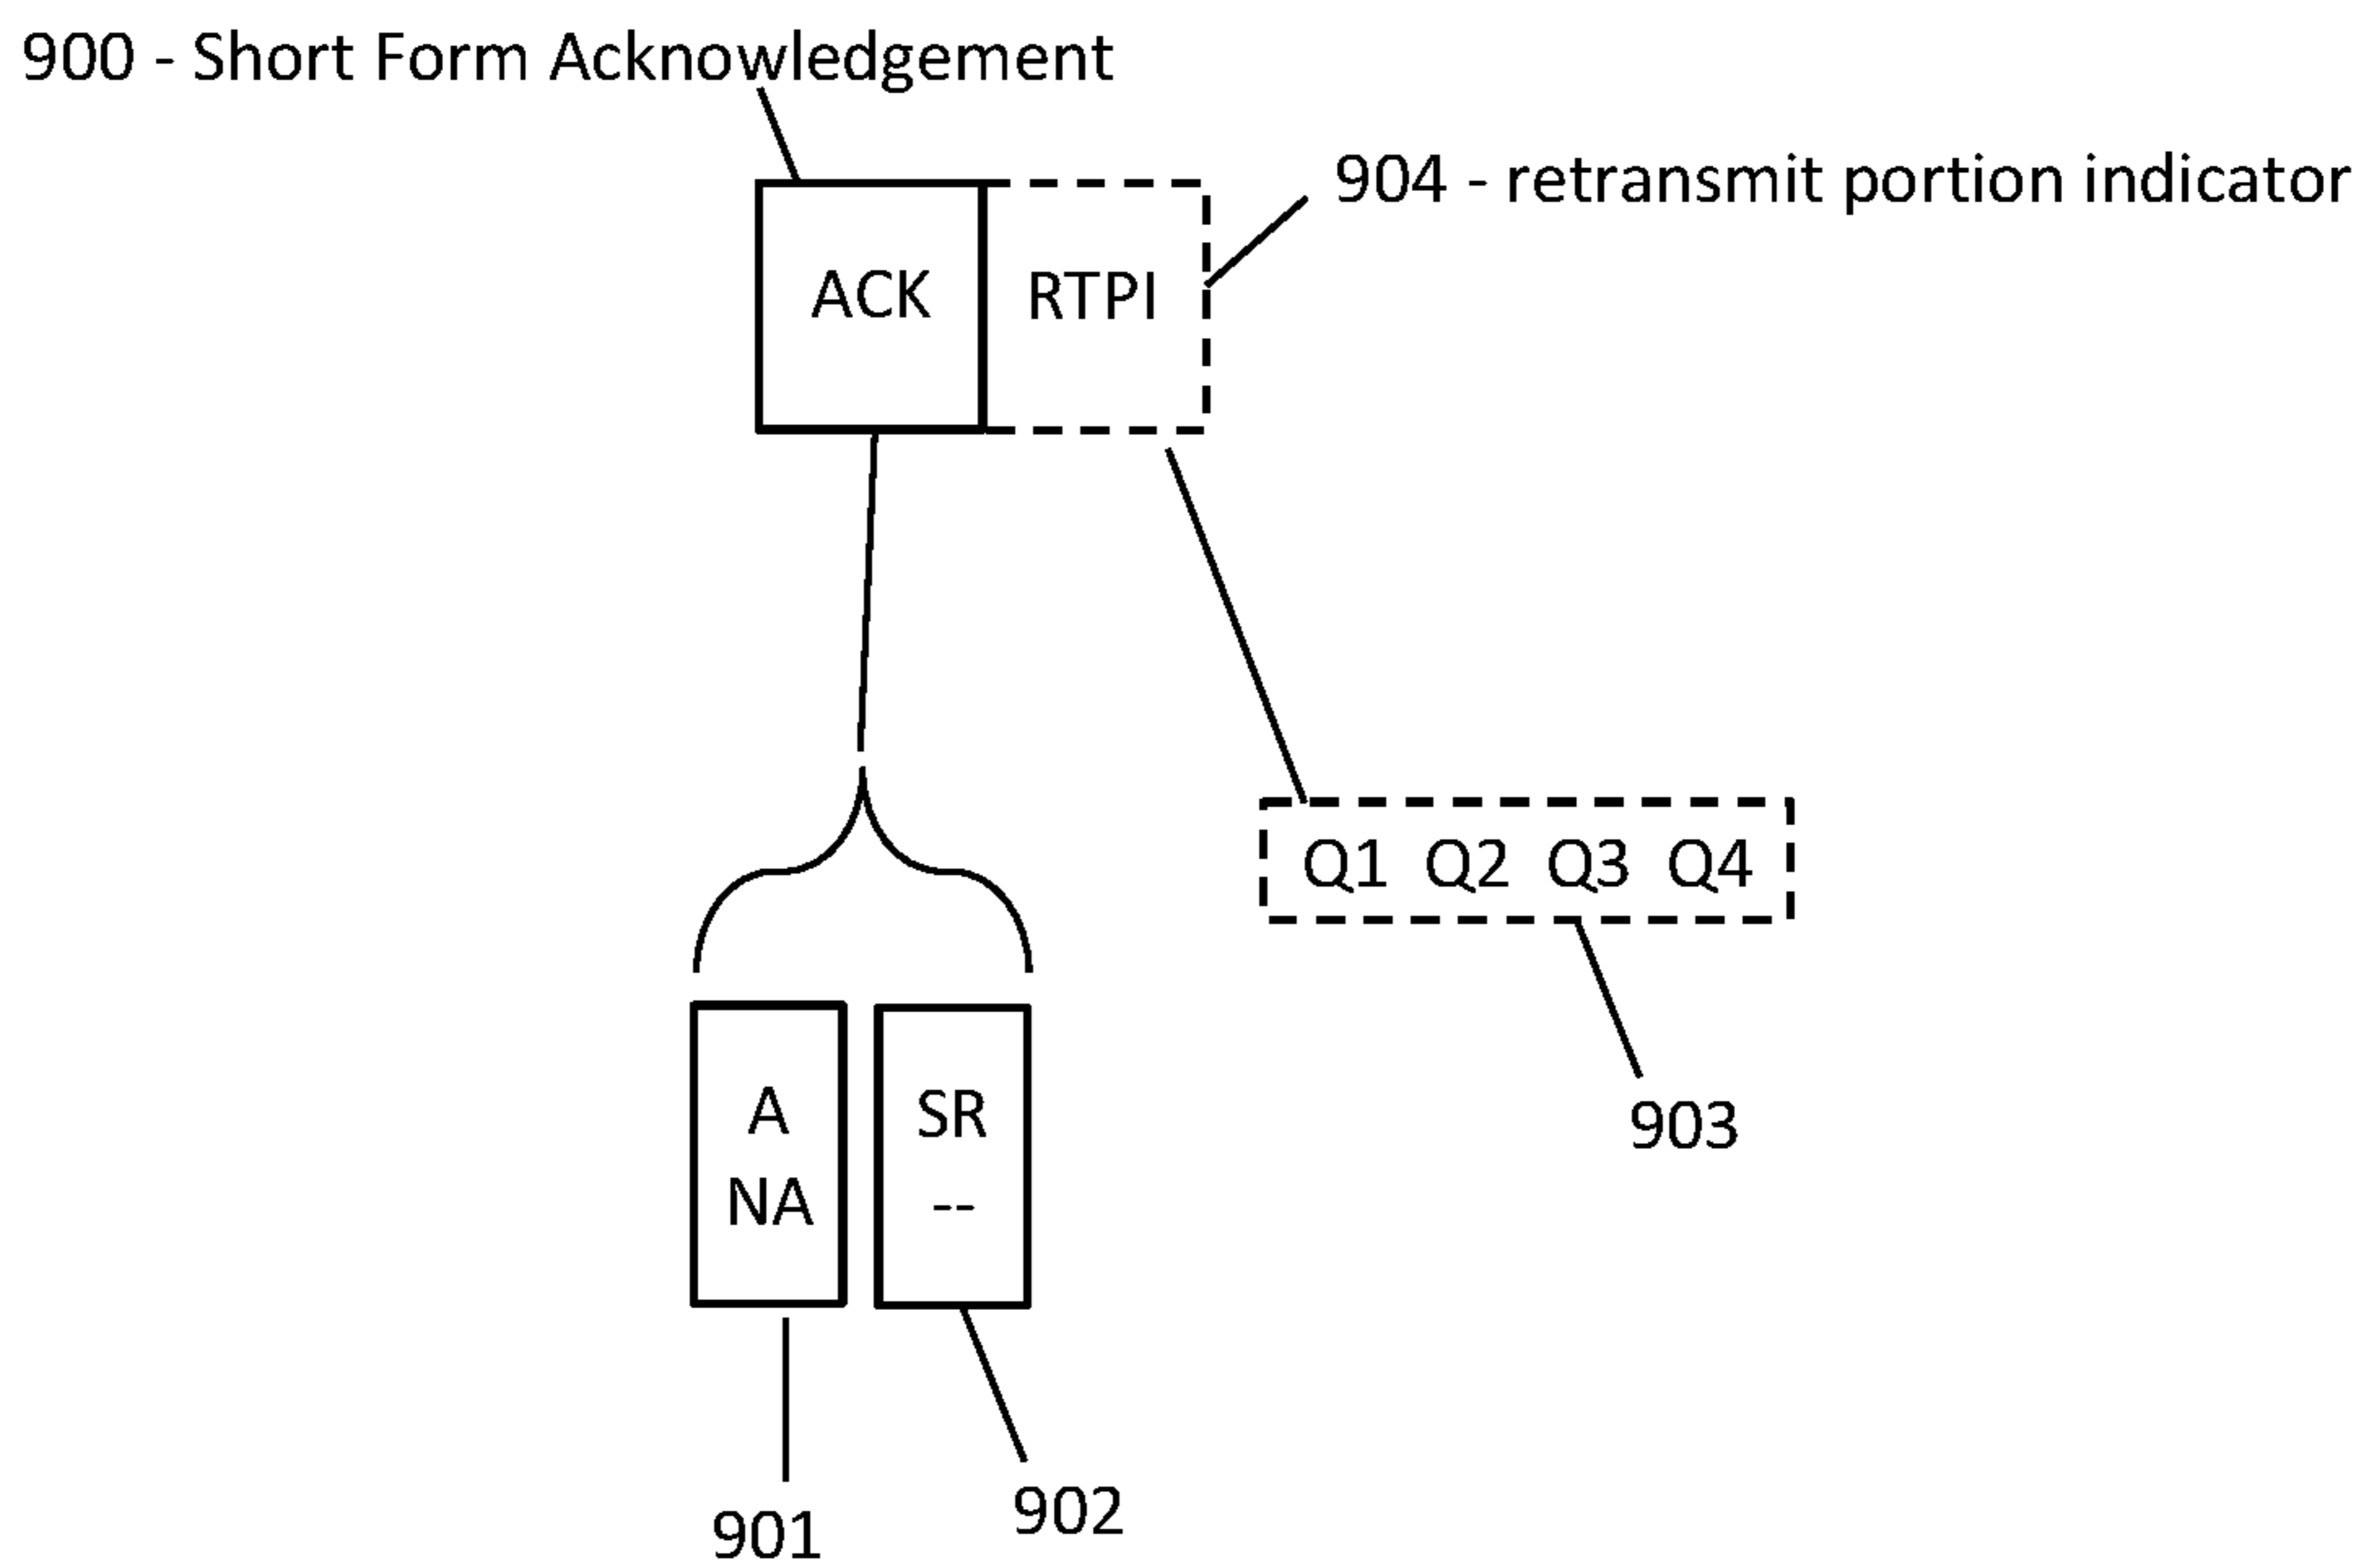 900 - Short Form Acknowledgement
904 - retransmit portion indicator
ACK RTPI
Q1 Q2 Q3 Q4
903
A
NA
SR
--
901
902